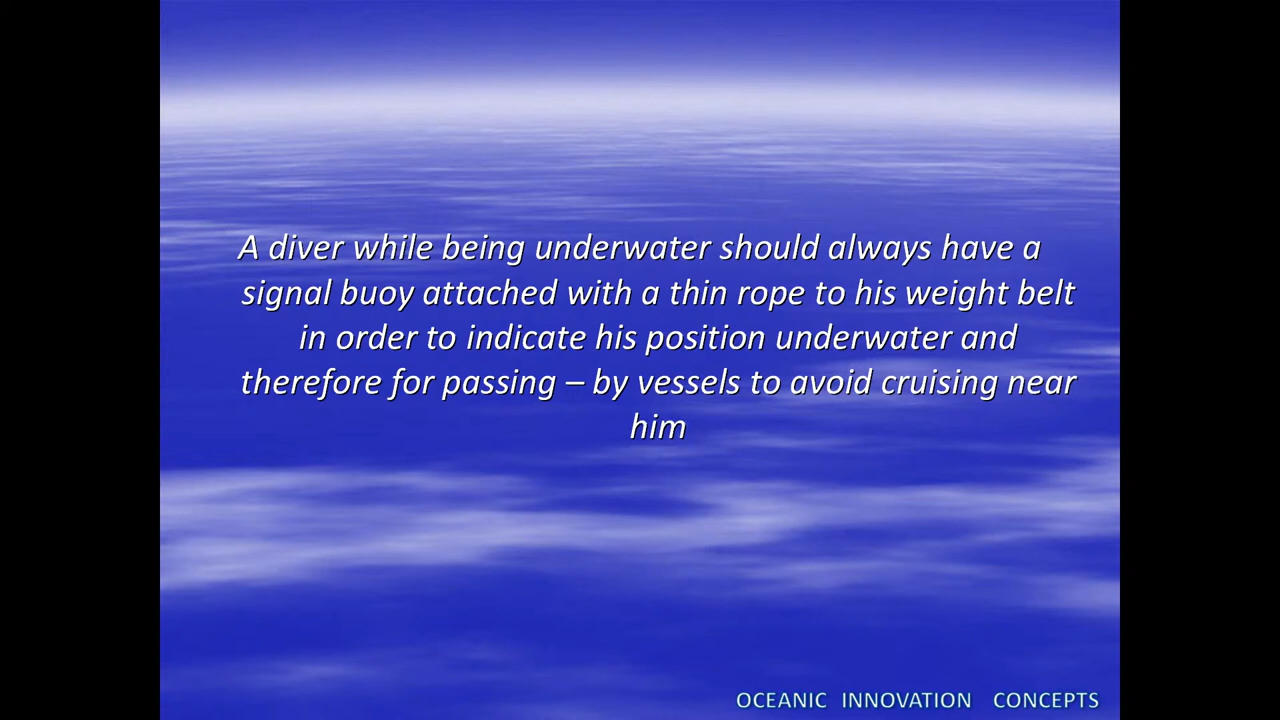 A diver while being underwater should always have a
signal buoy attached with a thin rope to his weight belt
in order to indicate his position underwater and
therefore for passing – by vessels to avoid cruising near
him
OCEANIC INNOVATION CONCEPTS